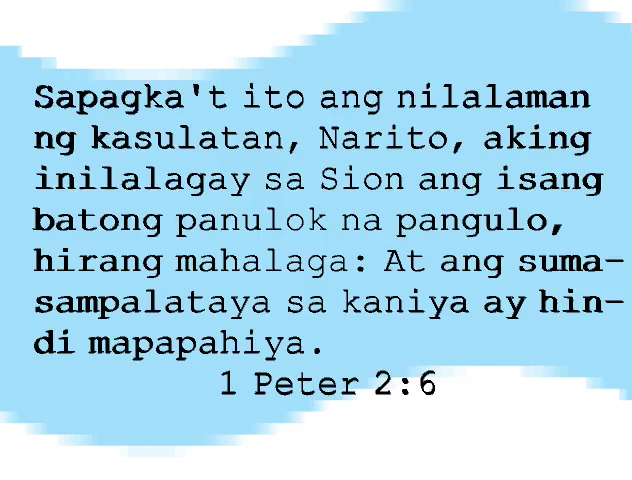 Sapagka't ito ang nilalaman
ng kasulatan, Narito, aking
inilalagay sa Sion ang isang
batong panulok na pangulo,
hirang mahalaga: At ang suma-
sampalataya sa kaniya ay hin-
di mapapahiya.
1 Peter 2:6